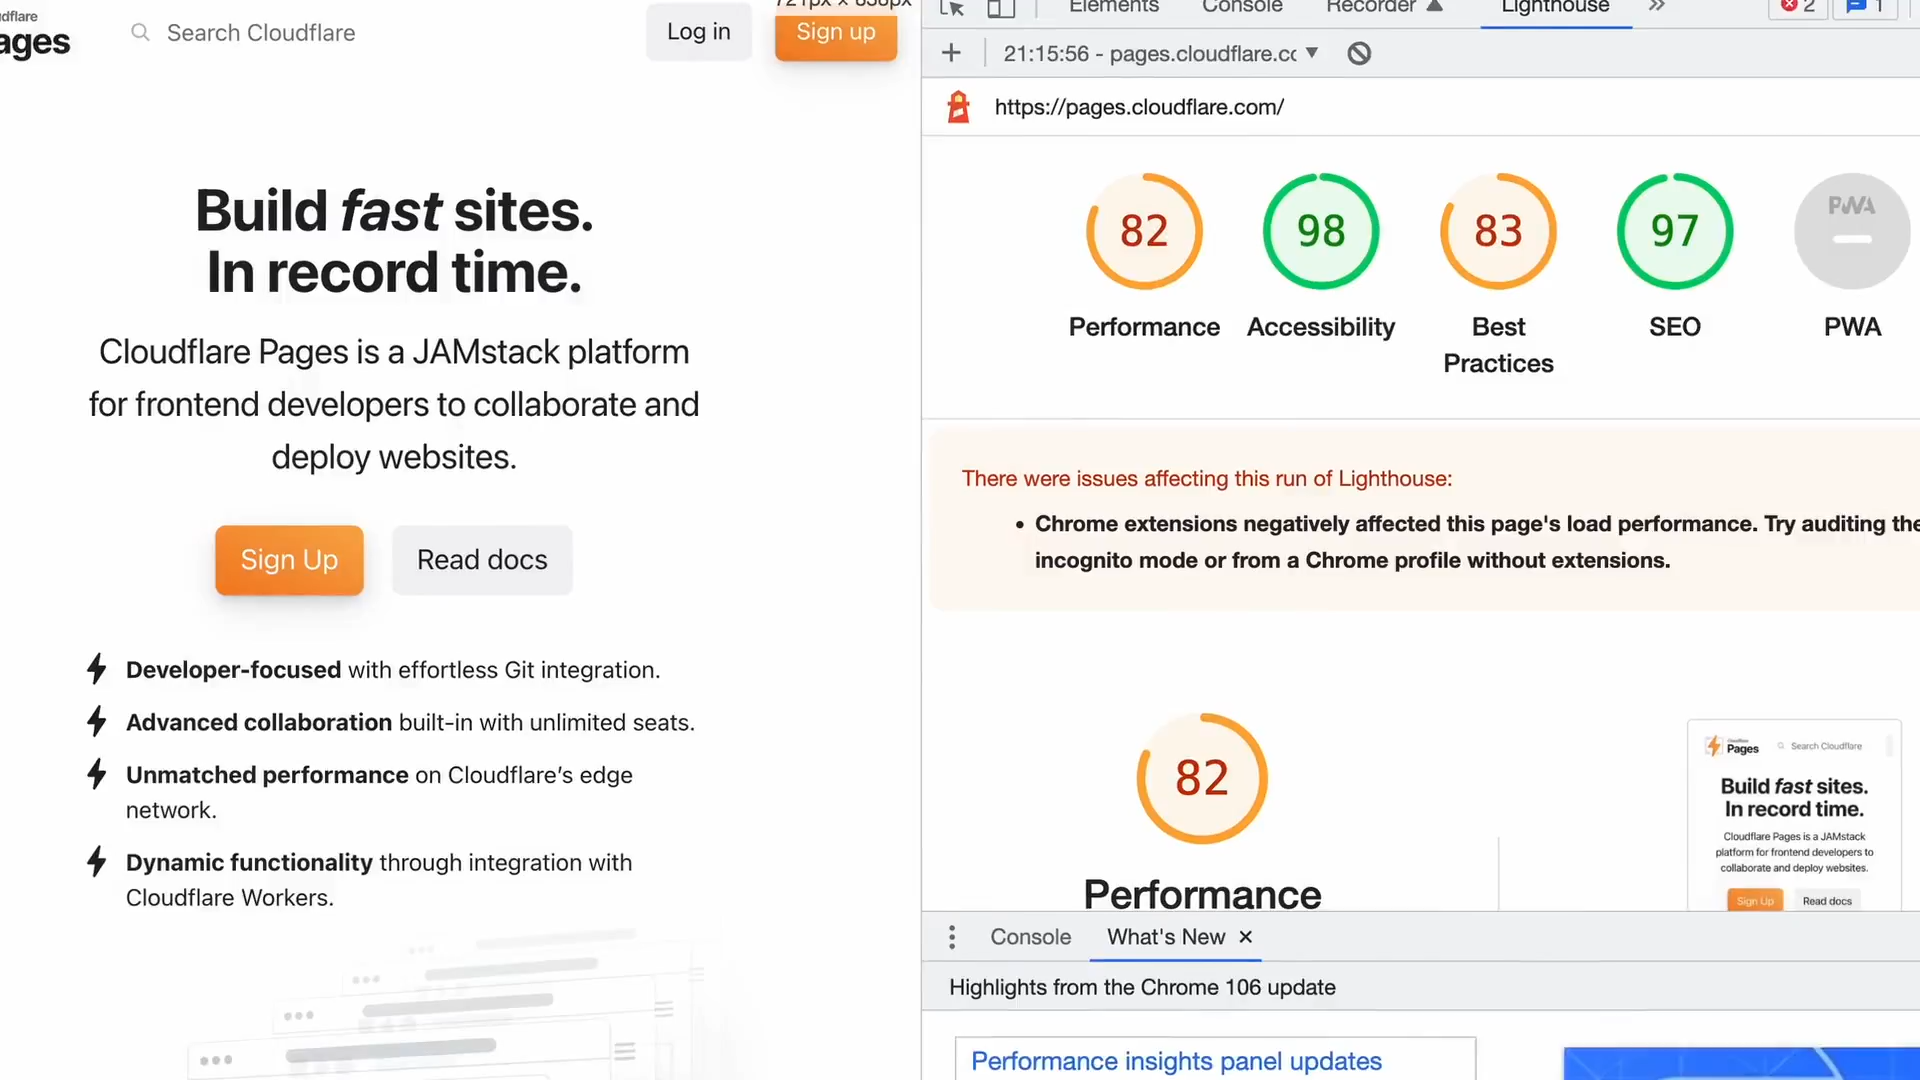 Search Cloudflare
Log in
Sign up
Build fast sites.
In record time.
Cloudflare Pages is a JAMstack platform
for frontend developers to collaborate and
deploy websites.
Sign Up
Read docs
Developer-focused with effortless Git integration.
Advanced collaboration built-in with unlimited seats.
Unmatched performance on Cloudflare's edge
network.
Dynamic functionality through integration with
Cloudflare Workers.
Elements
Console
Recorder
Lighthouse
2
1
21:15:56 - pages.cloudflare.cc
https://pages.cloudflare.com/
82
98
83
97
PWA
Performance
Accessibility
Best
Practices
SEO
PWA
There were issues affecting this run of Lighthouse:
• Chrome extensions negatively affected this page's load performance. Try auditing the
incognito mode or from a Chrome profile without extensions.
82
Performance
Cloudflare
Pages
Search Cloudflare
Build fast sites.
In record time.
Cloudflare Pages is a JAMstack
platform for frontend developers to
collaborate and deploy websites.
Sign Up
Read docs
Console
What's New
Highlights from the Chrome 106 update
Performance insights panel updates